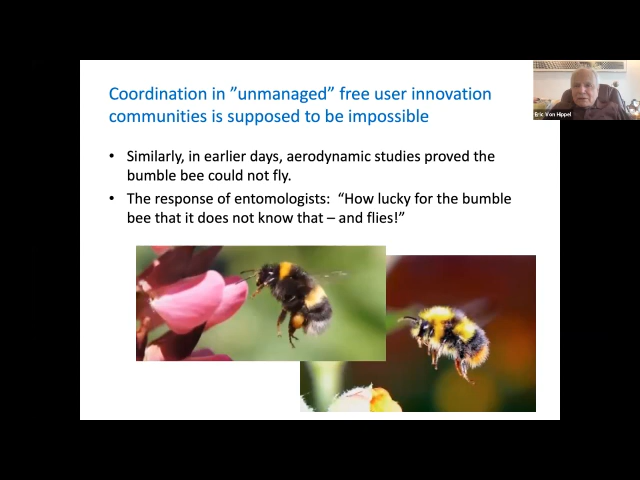 Coordination in ”unmanaged” free user innovation
communities is supposed to be impossible
• Similarly, in earlier days, aerodynamic studies proved the
bumble bee could not fly.
• The response of entomologists:  “How lucky for the bumble
bee that it does not know that – and flies!”
Eric Von Hippel